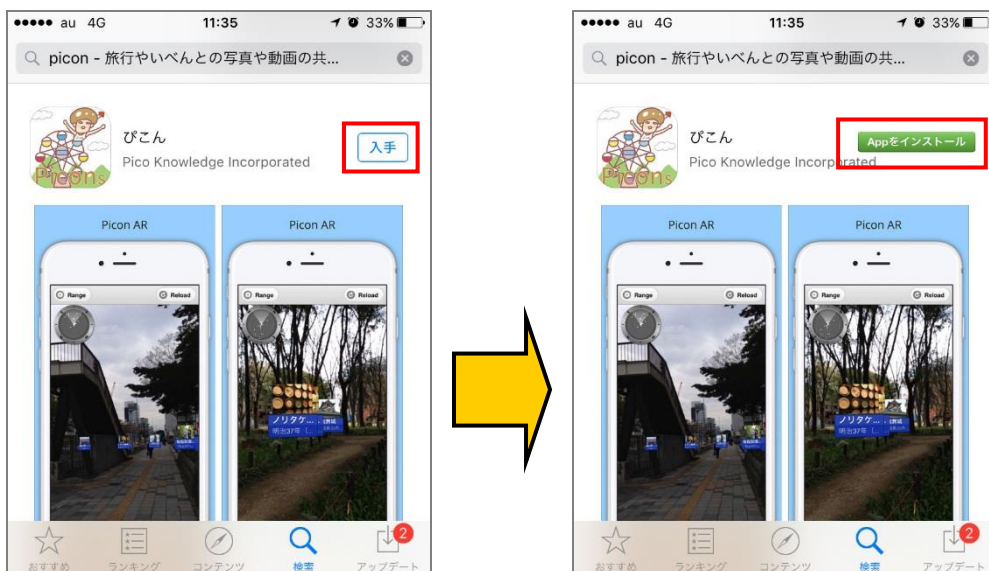 au 4G 11:35 33%
picon - 旅行やいべんとの写真や動画の共...
ぴこん
Pico Knowledge Incorporated
入手
Picons
Picon AR
Picon AR
Range
Reload
Range
Reload
ノリタケ...
明治37年 (...
おすすめ
ランキング
コンテンツ
検索
2
アップデート
au 4G 11:35 33%
picon - 旅行やいべんとの写真や動画の共...
ぴこん
Pico Knowledge Incorporated
Appをインストール
Picons
Picon AR
Picon AR
Range
Reload
Range
Reload
ノリタケ...
明治37年 (...
おすすめ
ランキング
コンテンツ
検索
2
アップデート